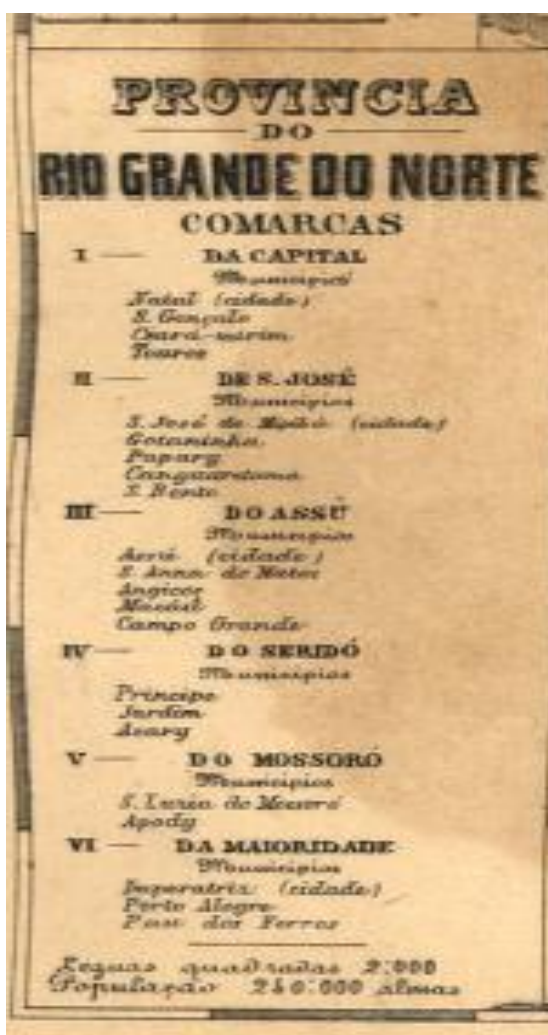 PROVINCIA
DO
RIO GRANDE DO NORTE
COMARCAS
I — DA CAPITAL
Municipios
Natal (cidade)
S. Gonçalo
Ceará-mirim
Touros
II — DE S. JOSÉ
Municipios
S. José de Mipibú (cidade)
Goianinha
Papary
Canguaretama
S. Bento
III — DO ASSÚ
Municipios
Assú (cidade)
S. Anna do Matos
Angicos
Macáu
Campo Grande
IV — DO SERIDÓ
Municipios
Principe
Jardim
Acary
V — DO MOSSORÓ
Municipios
S. Luzia do Mossoró
Apody
VI — DA MAIORIDADE
Municipios
Imperatriz (cidade)
Porto Alegre
Pau dos Ferros
Leguas quadradas 2:000
População 240:000 almas